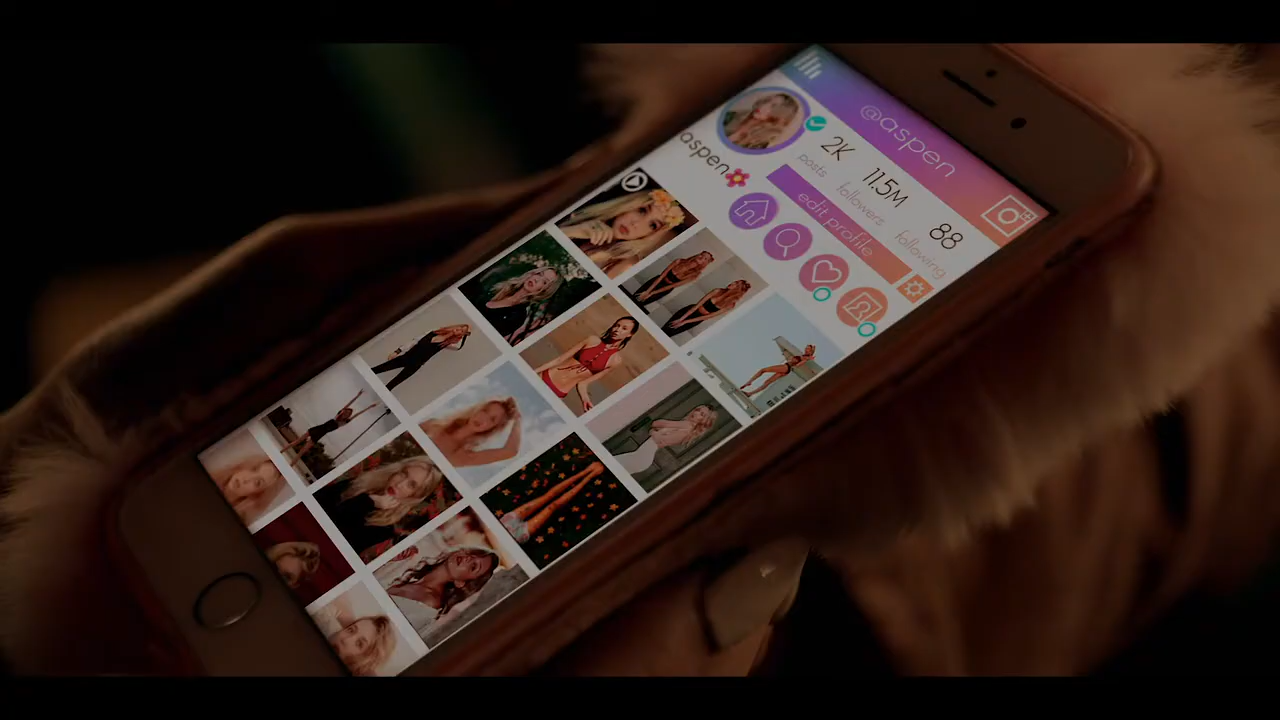 @aspen
2K
posts
11.5M
followers
88
following
edit profile
aspen